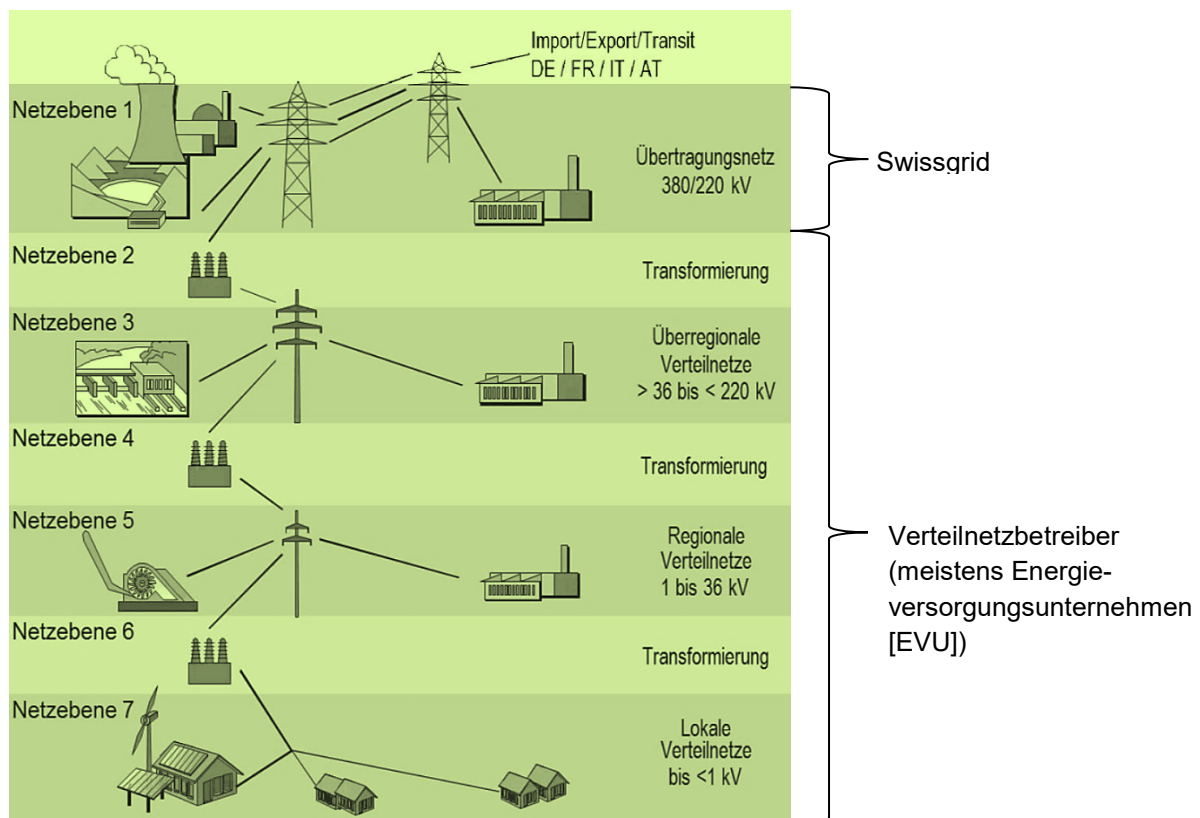 Import/Export/Transit
DE / FR / IT / AT
Netzebene 1
Übertragungsnetz
380/220 kV
Swissgrid
Netzebene 2
Transformierung
Netzebene 3
Überregionale
Verteilnetze
> 36 bis < 220 kV
Netzebene 4
Transformierung
Netzebene 5
Regionale
Verteilnetze
1 bis 36 kV
Verteilnetzbetreiber
(meistens Energie-
versorgungsunternehmen
[EVU])
Netzebene 6
Transformierung
Netzebene 7
Lokale
Verteilnetze
bis <1 kV